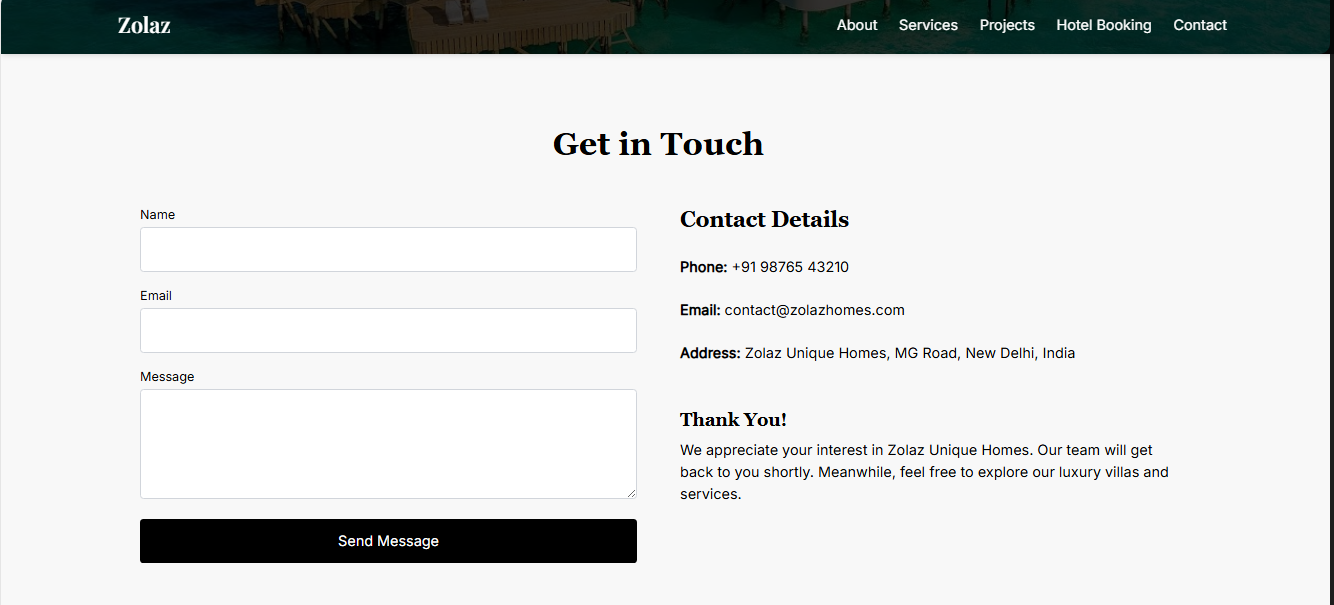 Zolaz
About Services Projects Hotel Booking Contact
Get in Touch
Name
Email
Message
Send Message
Contact Details
Phone: +91 98765 43210
Email: contact@zolazhomes.com
Address: Zolaz Unique Homes, MG Road, New Delhi, India
Thank You!
We appreciate your interest in Zolaz Unique Homes. Our team will get
back to you shortly. Meanwhile, feel free to explore our luxury villas and
services.